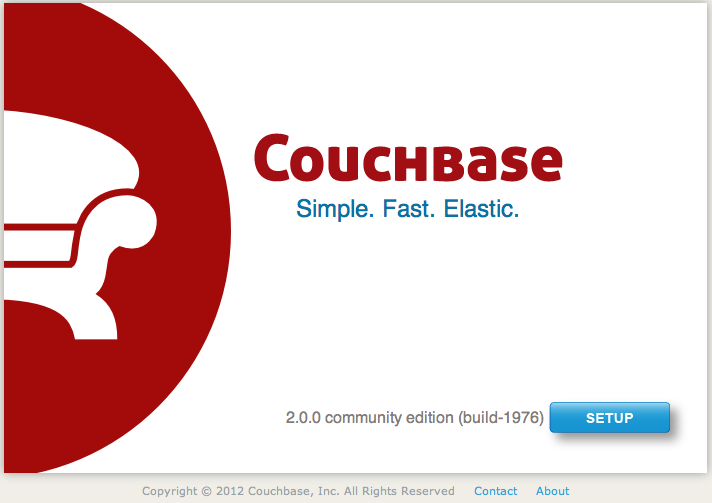 Couchbase
Simple. Fast. Elastic.
2.0.0 community edition (build-1976) SETUP
Copyright © 2012 Couchbase, Inc. All Rights Reserved Contact About